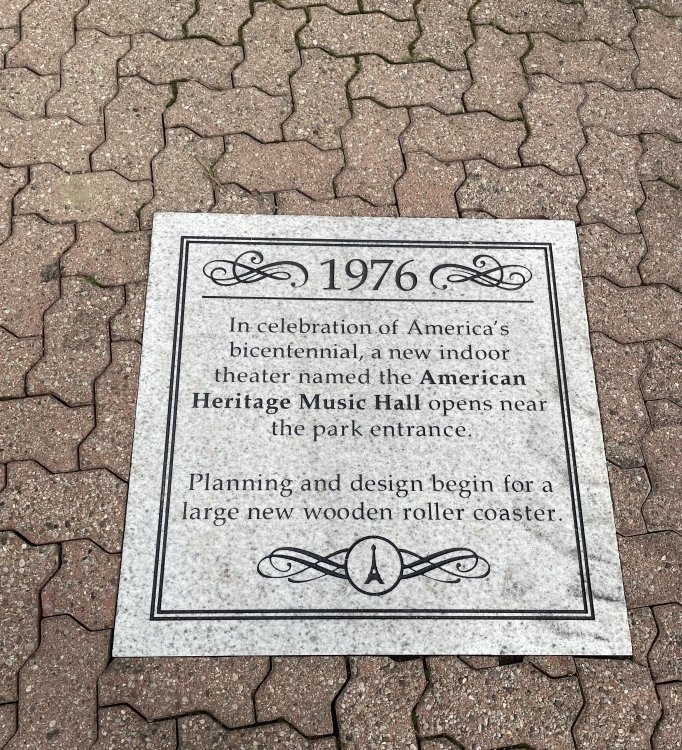 1976
In celebration of America's
bicentennial, a new indoor
theater named the American
Heritage Music Hall opens near
the park entrance.
Planning and design begin for a
large new wooden roller coaster.